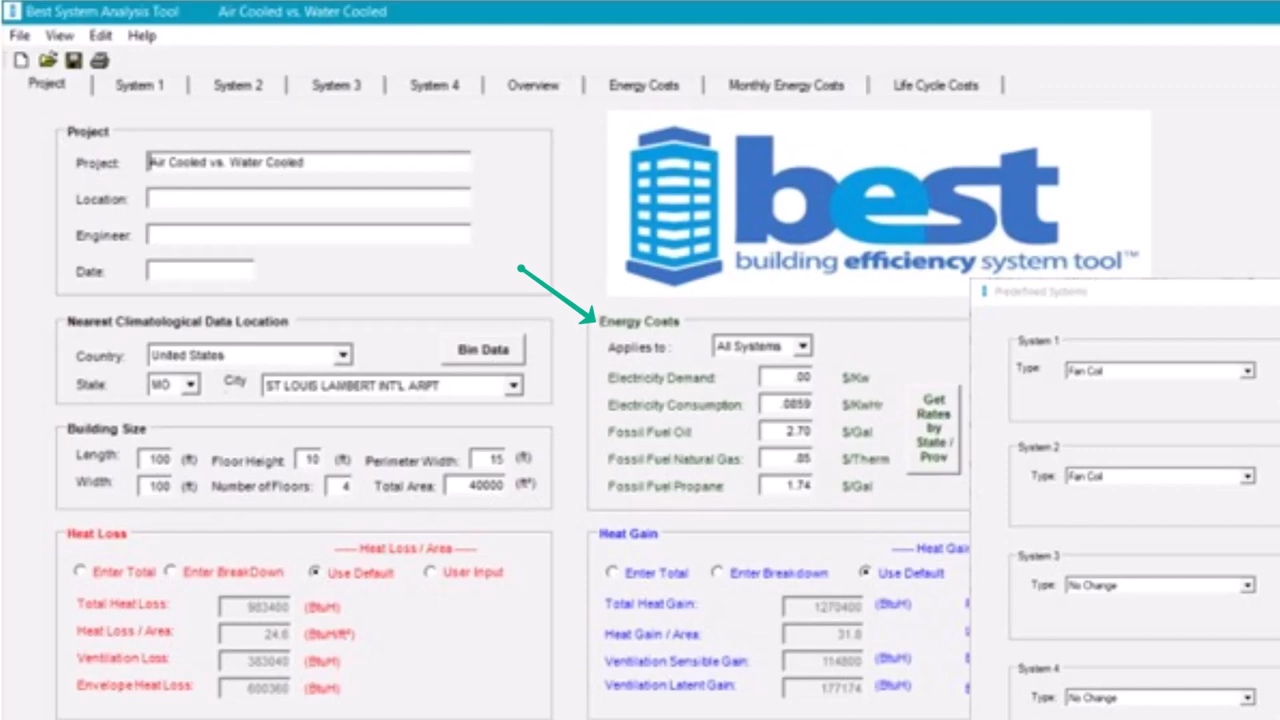 Best System Analysis Tool Air Cooled vs. Water Cooled
File View Edit Help
Project System 1 System 2 System 3 System 4 Overview Energy Costs Monthly Energy Costs Life Cycle Costs
Project
Project: Air Cooled vs. Water Cooled
Location:
Engineer:
Date:
best
building efficiency system tool™
Nearest Climatological Data Location
Country: United States Bin Data
State: MO City ST LOUIS LAMBERT INT'L ARPT
Building Size
Length: 100 (ft) Floor Height: 10 (ft) Perimeter Width: 15 (ft)
Width: 100 (ft) Number of Floors: 4 Total Area: 40000 (ft²)
Energy Costs
Applies to: All Systems
Electricity Demand: .00 $/Kw
Electricity Consumption: .0859 $/KwHr
Fossil Fuel Oil: 2.70 $/Gal
Fossil Fuel Natural Gas: .85 $/Therm
Fossil Fuel Propane: 1.74 $/Gal
Get
Rates
by
State /
Prov
Heat Loss
----- Heat Loss / Area -----
Enter Total Enter BreakDown Use Default User Input
Total Heat Loss: 983400 (BtuH)
Heat Loss / Area: 24.6 (BtuH/ft²)
Ventilation Loss: 383040 (BtuH)
Envelope Heat Loss: 600360 (BtuH)
Heat Gain
----- Heat Gain
Enter Total Enter Breakdown Use Default
Total Heat Gain: 1270400 (BtuH)
Heat Gain / Area: 31.8
Ventilation Sensible Gain: 114800 (BtuH)
Ventilation Latent Gain: 177174 (BtuH)
Predefined Systems
System 1
Type: Fan Coil
System 2
Type: Fan Coil
System 3
Type: No Change
System 4
Type: No Change